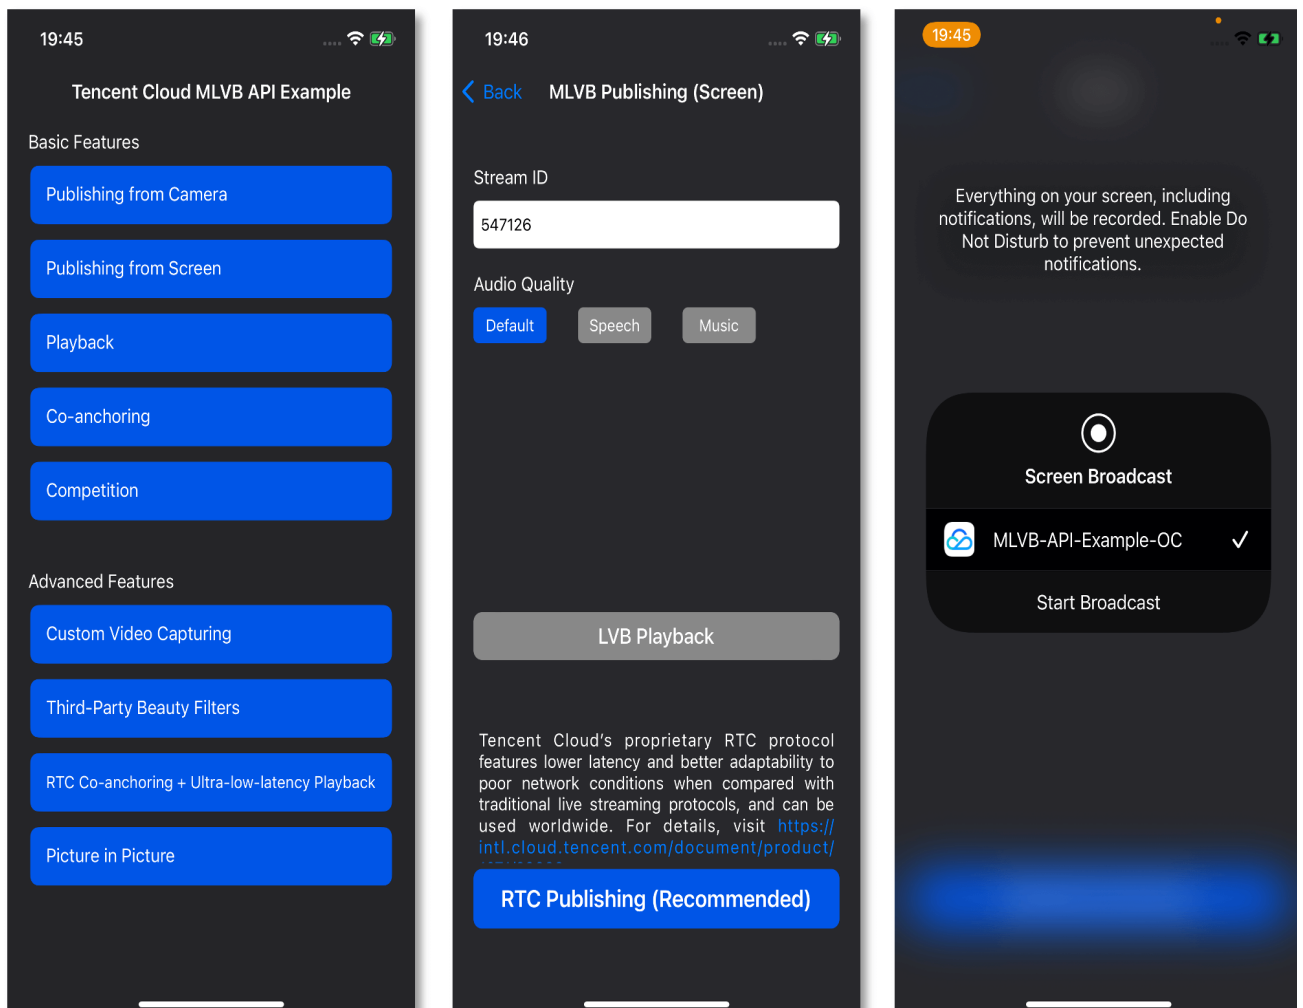 19:45
Tencent Cloud MLVB API Example
Basic Features
Publishing from Camera
Publishing from Screen
Playback
Co-anchoring
Competition
Advanced Features
Custom Video Capturing
Third-Party Beauty Filters
RTC Co-anchoring + Ultra-low-latency Playback
Picture in Picture
19:46
Back MLVB Publishing (Screen)
Stream ID
547126
Audio Quality
Default Speech Music
LVB Playback
Tencent Cloud's proprietary RTC protocol
features lower latency and better adaptability to
poor network conditions when compared with
traditional live streaming protocols, and can be
used worldwide. For details, visit https://
intl.cloud.tencent.com/document/product/
RTC Publishing (Recommended)
19:45
Everything on your screen, including
notifications, will be recorded. Enable Do
Not Disturb to prevent unexpected
notifications.
Screen Broadcast
MLVB-API-Example-OC
Start Broadcast